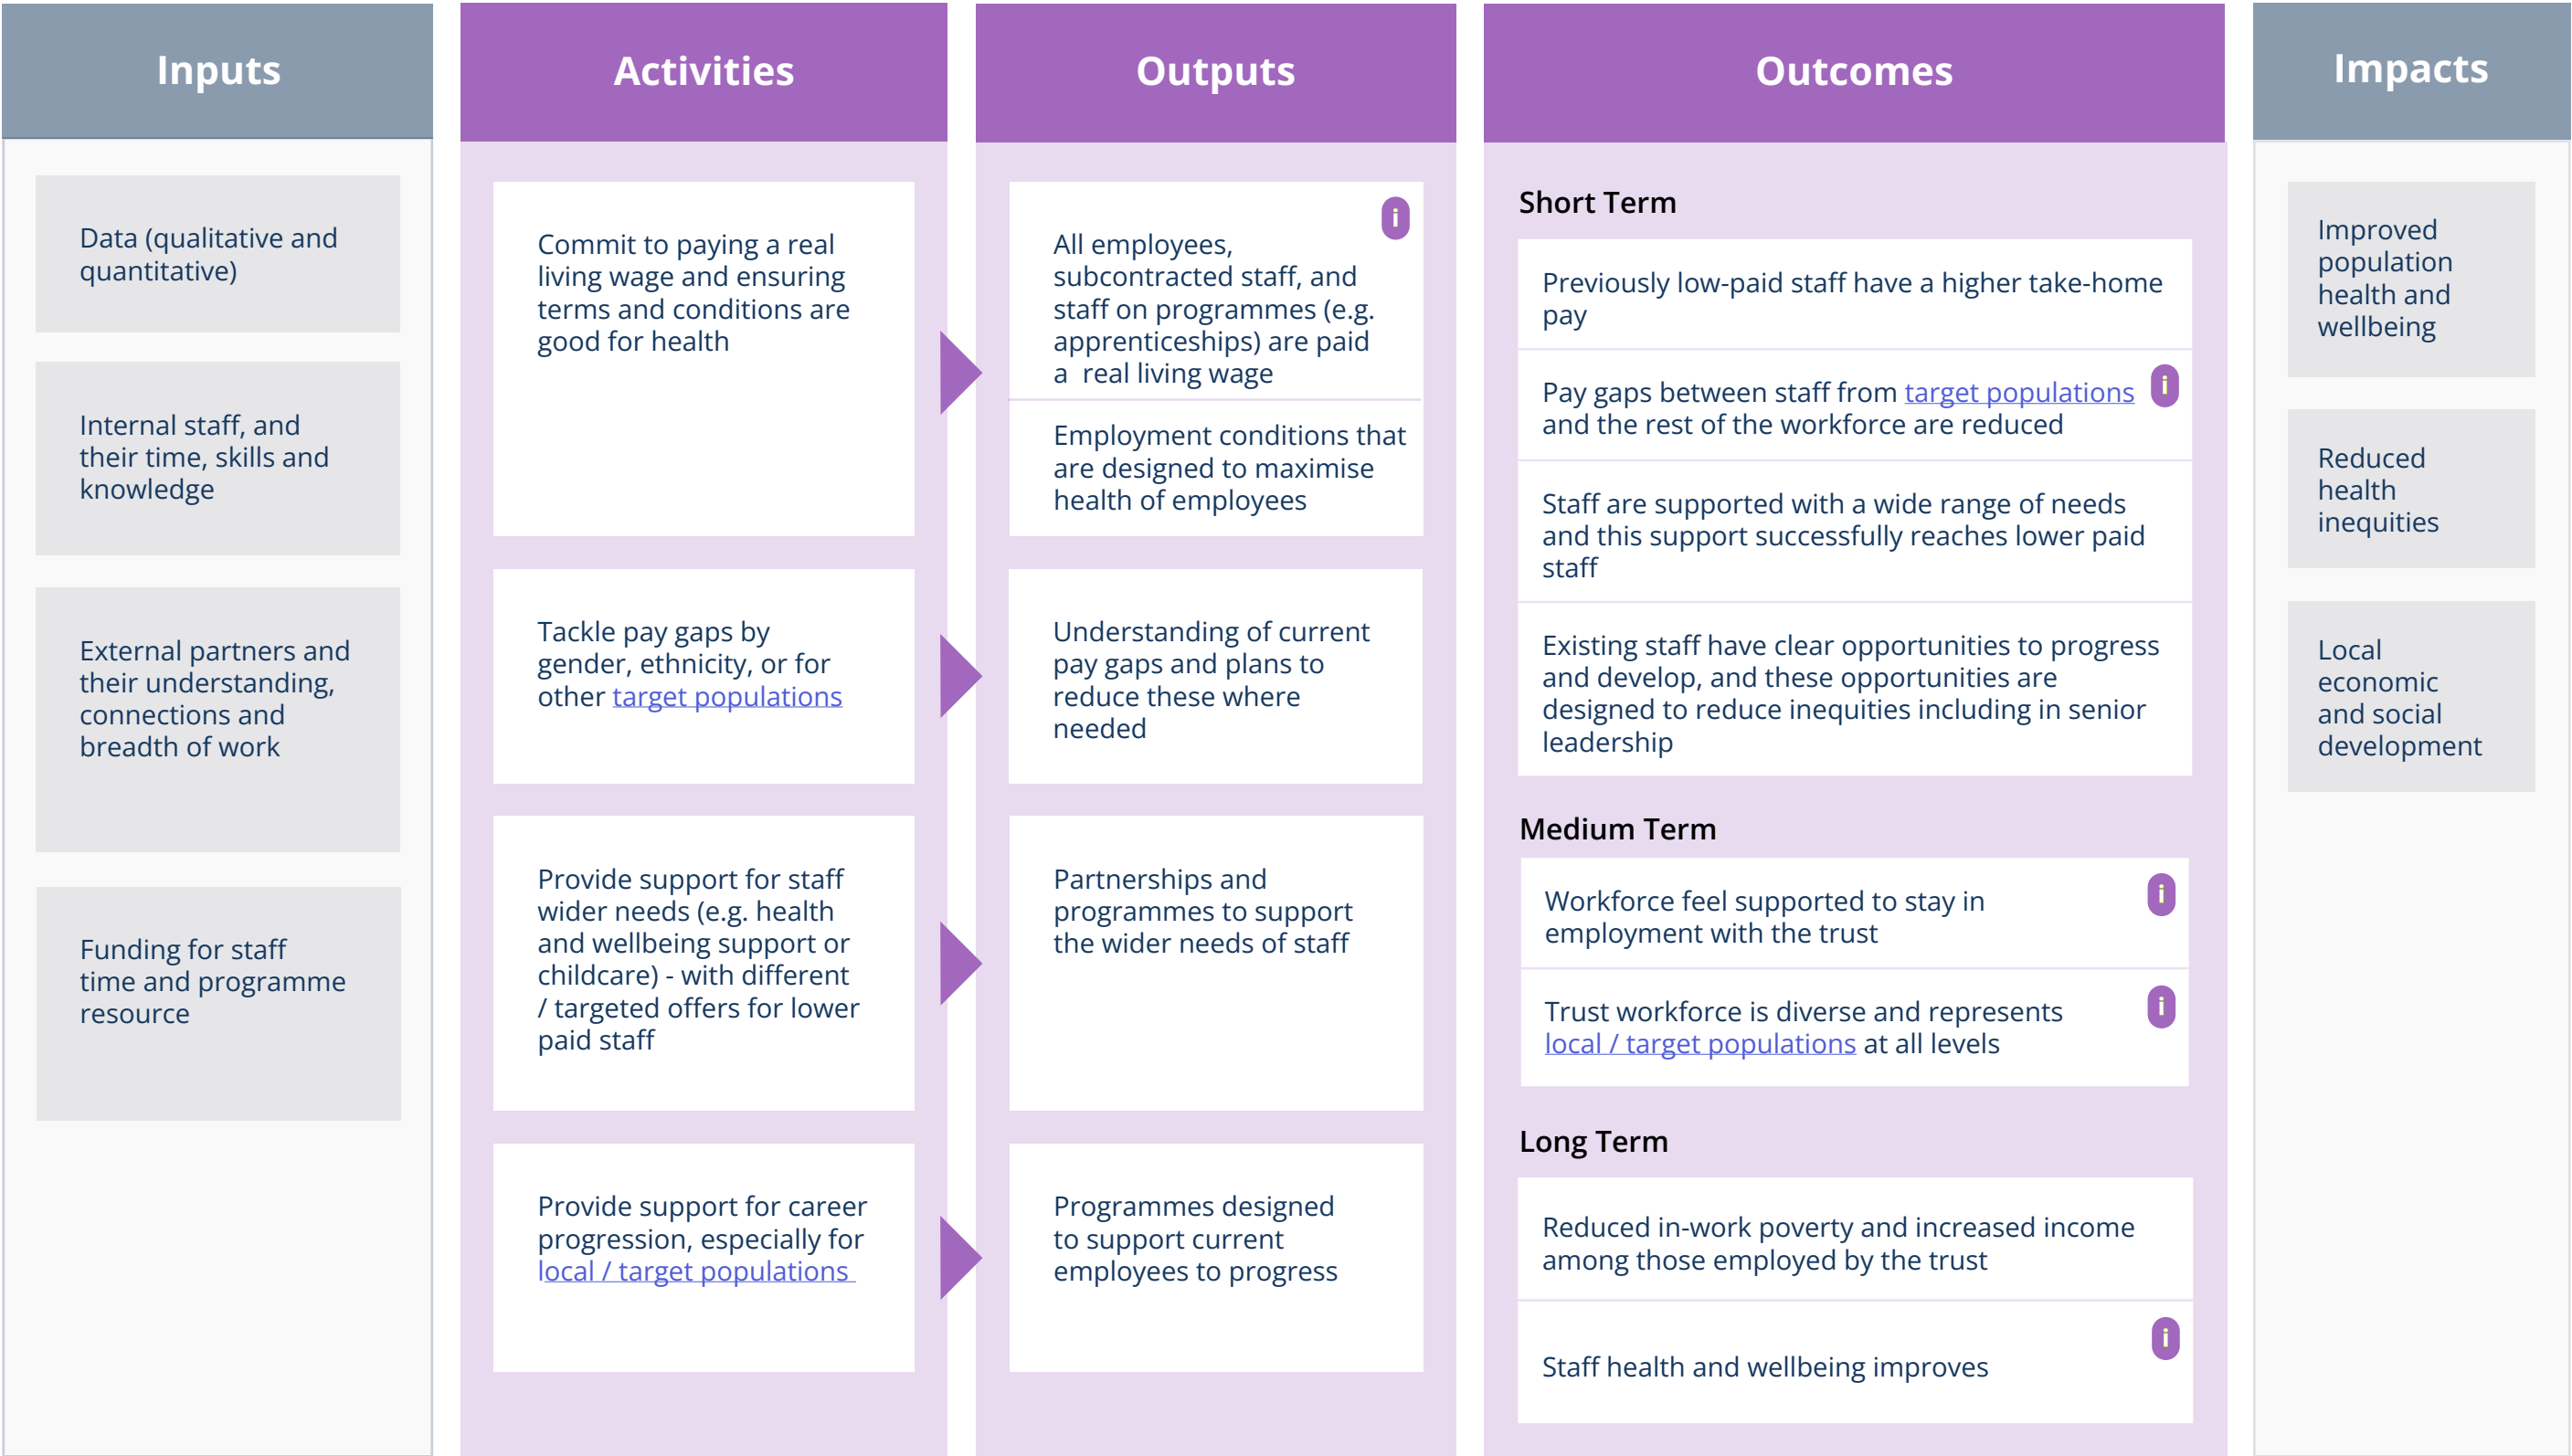 Inputs
Data (qualitative and
quantitative)
Internal staff, and
their time, skills and
knowledge
External partners and
their understanding,
connections and
breadth of work
Funding for staff
time and programme
resource
Activities
Commit to paying a real
living wage and ensuring
terms and conditions are
good for health
Tackle pay gaps by
gender, ethnicity, or for
other target populations
Provide support for staff
wider needs (e.g. health
and wellbeing support or
childcare) - with different
/ targeted offers for lower
paid staff
Provide support for career
progression, especially for
local / target populations
Outputs
i
All employees,
subcontracted staff, and
staff on programmes (e.g.
apprenticeships) are paid
a  real living wage
Employment conditions that
are designed to maximise
health of employees
Understanding of current
pay gaps and plans to
reduce these where
needed
Partnerships and
programmes to support
the wider needs of staff
Programmes designed
to support current
employees to progress
Outcomes
Short Term
Previously low-paid staff have a higher take-home
pay
Pay gaps between staff from target populations i
and the rest of the workforce are reduced
Staff are supported with a wide range of needs
and this support successfully reaches lower paid
staff
Existing staff have clear opportunities to progress
and develop, and these opportunities are
designed to reduce inequities including in senior
leadership
Medium Term
i
Workforce feel supported to stay in
employment with the trust
i
Trust workforce is diverse and represents
local / target populations at all levels
Long Term
Reduced in-work poverty and increased income
among those employed by the trust
i
Staff health and wellbeing improves
Impacts
Improved
population
health and
wellbeing
Reduced
health
inequities
Local
economic
and social
development